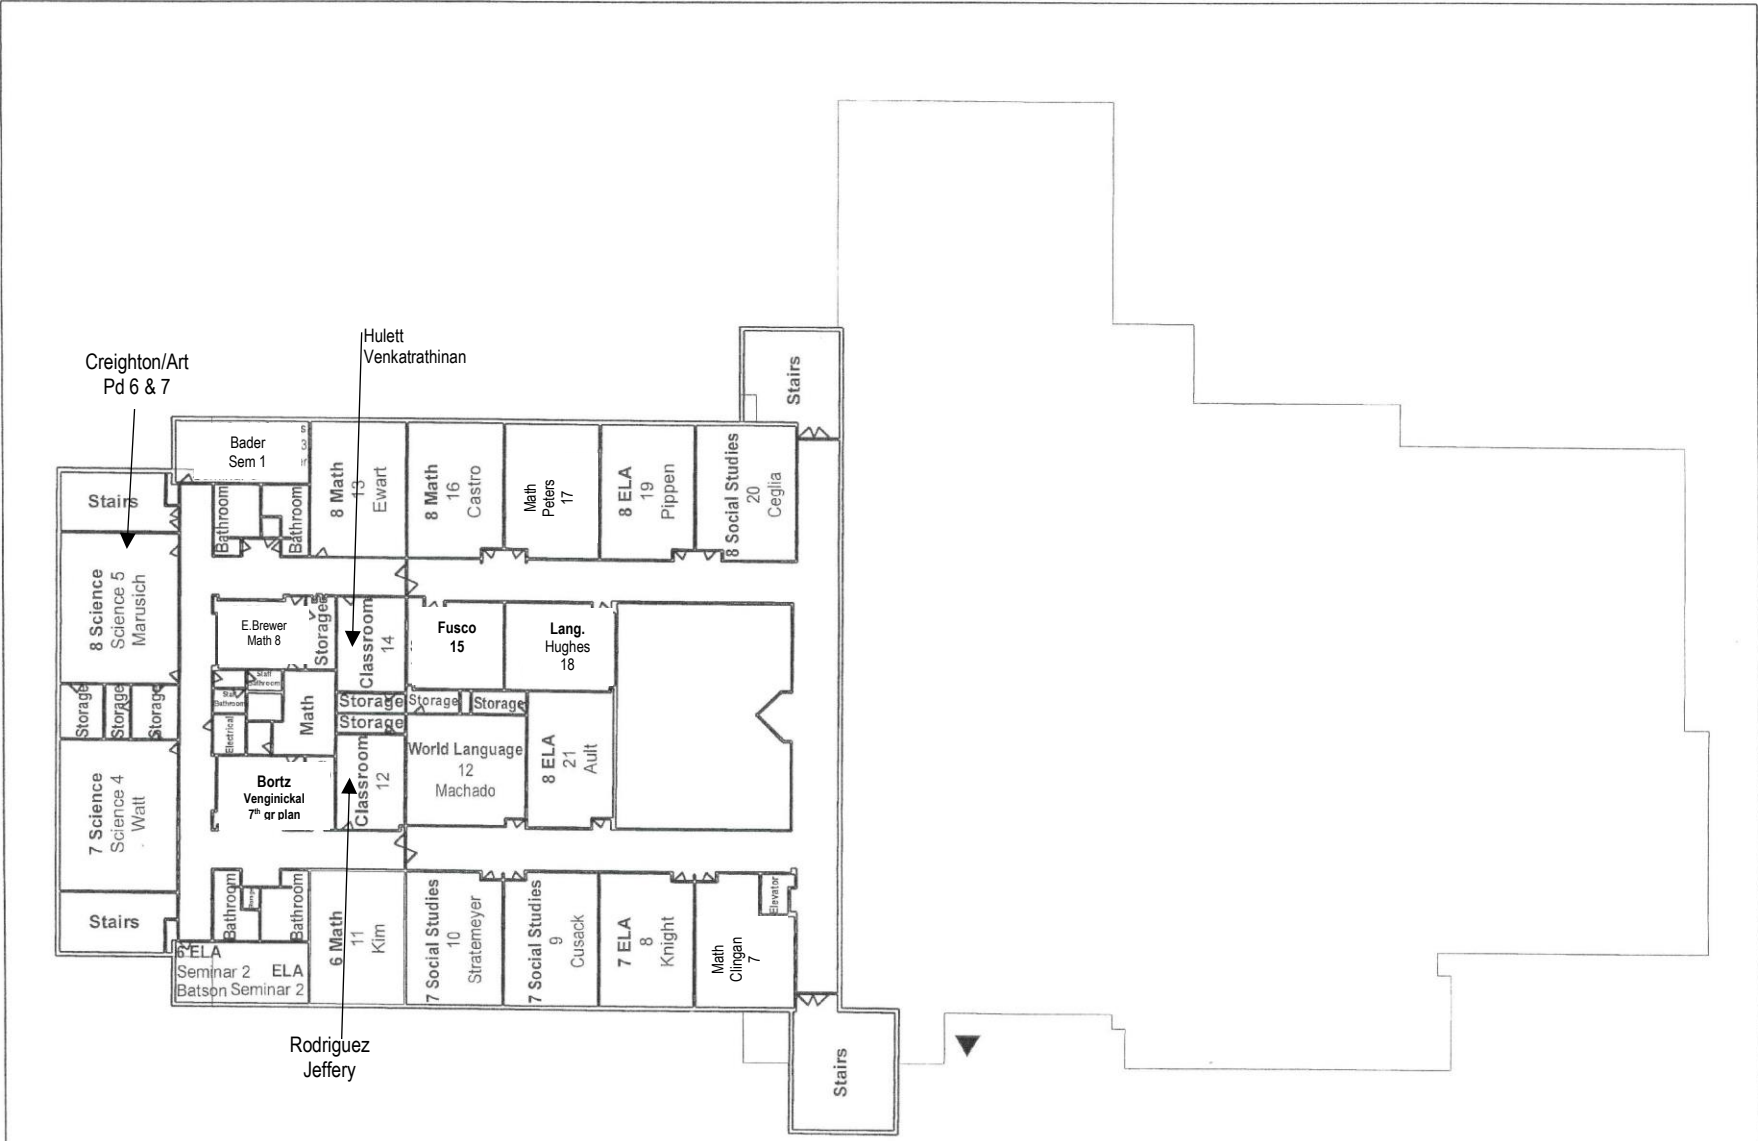 Hulett
Venkatrathinan
Creighton/Art
Pd 6 & 7
Stairs
Bader
Sem 1
s
3
8 Math
13
Ewart
8 Math
16
Castro
Math
Peters
17
8 ELA
19
Pippen
8 Social Studies
20
Ceglia
Stairs
Bathroom
Bathroom
8 Science
Science 5
Marusich
E.Brewer
Math 8
Storage
Classroom
14
Fusco
15
Lang.
Hughes
18
Staff
Bathroom
Staff
Bathroom
Math
Storage
Storage
Storage
Storage
Storage
Storage
Storage
Electrical
7 Science
Science 4
Watt
Bortz
Venginickal
7th gr plan
Classroom
12
World Language
12
Machado
8 ELA
21
Ault
Stairs
Bathroom
Storage
Bathroom
6 ELA
Seminar 2
Batson
ELA
Seminar 2
6 Math
11
Kim
7 Social Studies
10
Stratemeyer
7 Social Studies
9
Cusack
7 ELA
8
Knight
Math
Clingan
7
Elevator
Rodriguez
Jeffery
Stairs